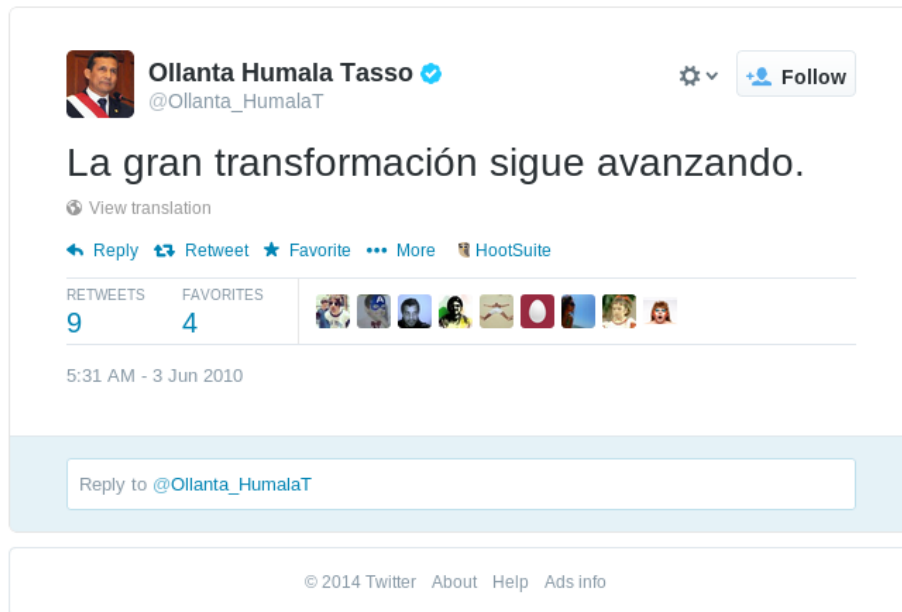 Ollanta Humala Tasso
@Ollanta_HumalaT
Follow
La gran transformación sigue avanzando.
View translation
Reply Retweet Favorite More HootSuite
RETWEETS FAVORITES
9 4
5:31 AM - 3 Jun 2010
Reply to @Ollanta_HumalaT
© 2014 Twitter About Help Ads info